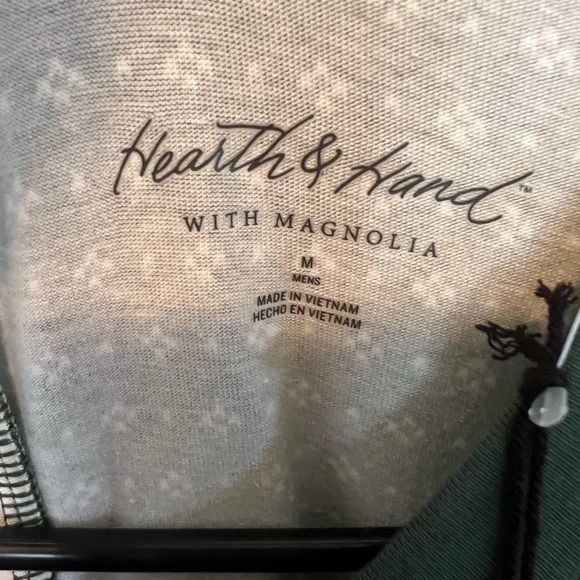 Hearth & Hand™
WITH MAGNOLIA
M
MENS
MADE IN VIETNAM
HECHO EN VIETNAM